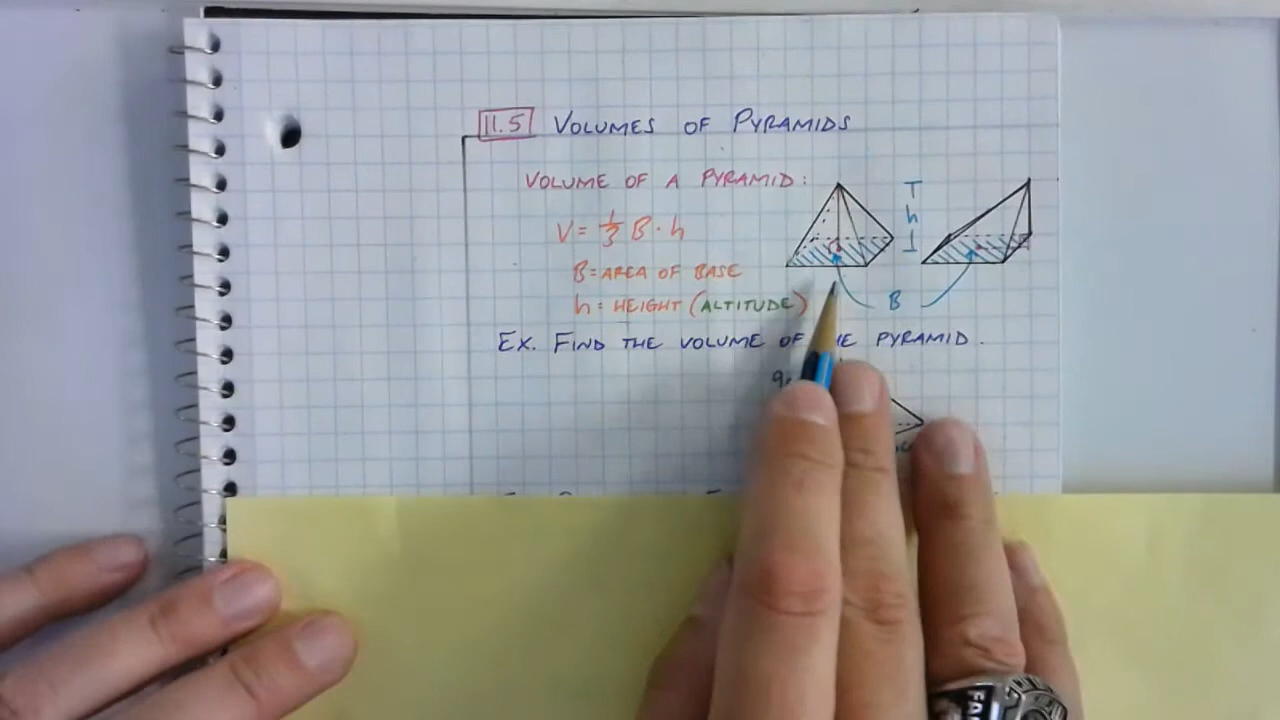 11.5 VOLUMES OF PYRAMIDS
VOLUME OF A PYRAMID:
V = 1/3 B · h
B = AREA OF BASE
h = HEIGHT (ALTITUDE)
h
B
EX. FIND THE VOLUME OF PYRAMID.